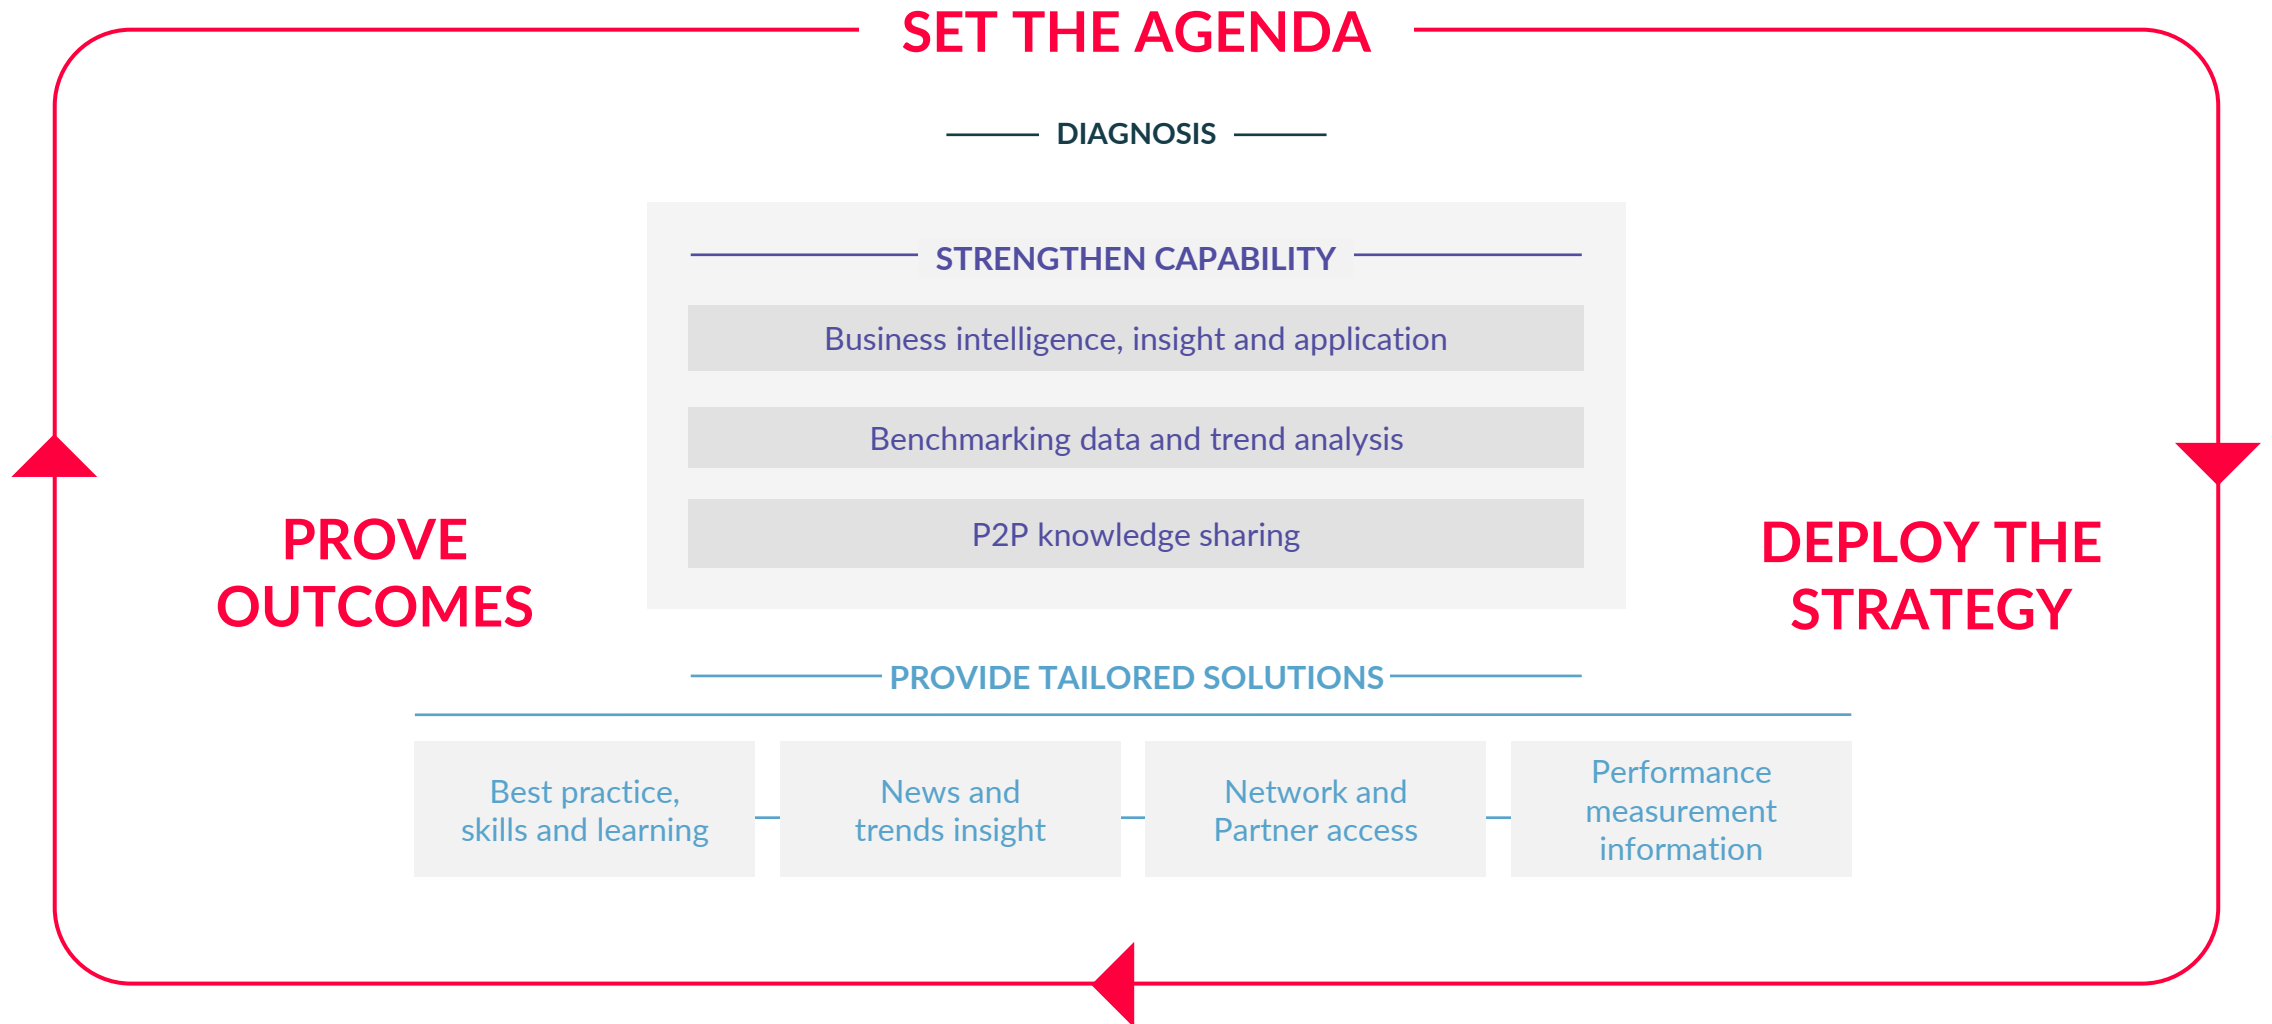 SET THE AGENDA
DIAGNOSIS
STRENGTHEN CAPABILITY
Business intelligence, insight and application
Benchmarking data and trend analysis
P2P knowledge sharing
PROVE
OUTCOMES
DEPLOY THE
STRATEGY
PROVIDE TAILORED SOLUTIONS
Best practice,
skills and learning
News and
trends insight
Network and
Partner access
Performance
measurement
information